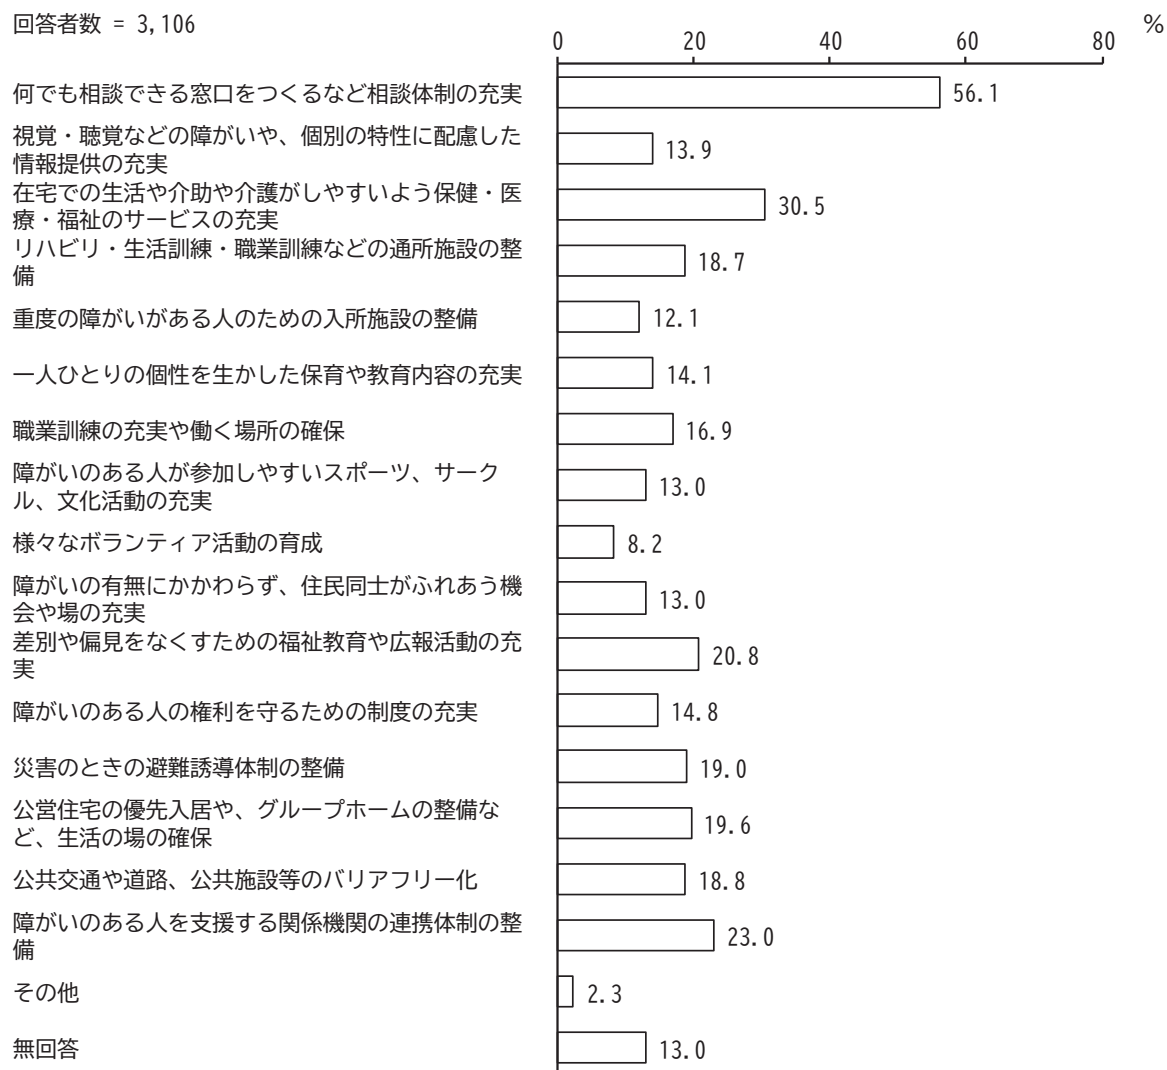 回答者数 = 3,106
%
0 20 40 60 80
何でも相談できる窓口をつくるなど相談体制の充実 56.1
視覚・聴覚などの障がいや、個別の特性に配慮した
情報提供の充実
13.9
在宅での生活や介助や介護がしやすいよう保健・医
療・福祉のサービスの充実
30.5
リハビリ・生活訓練・職業訓練などの通所施設の整
備
18.7
重度の障がいがある人のための入所施設の整備 12.1
一人ひとりの個性を生かした保育や教育内容の充実 14.1
職業訓練の充実や働く場所の確保 16.9
障がいのある人が参加しやすいスポーツ、サーク
ル、文化活動の充実
13.0
様々なボランティア活動の育成 8.2
障がいの有無にかかわらず、住民同士がふれあう機
会や場の充実
13.0
差別や偏見をなくすための福祉教育や広報活動の充
実
20.8
障がいのある人の権利を守るための制度の充実 14.8
災害のときの避難誘導体制の整備 19.0
公営住宅の優先入居や、グループホームの整備な
ど、生活の場の確保
19.6
公共交通や道路、公共施設等のバリアフリー化 18.8
障がいのある人を支援する関係機関の連携体制の整
備
23.0
その他 2.3
無回答 13.0